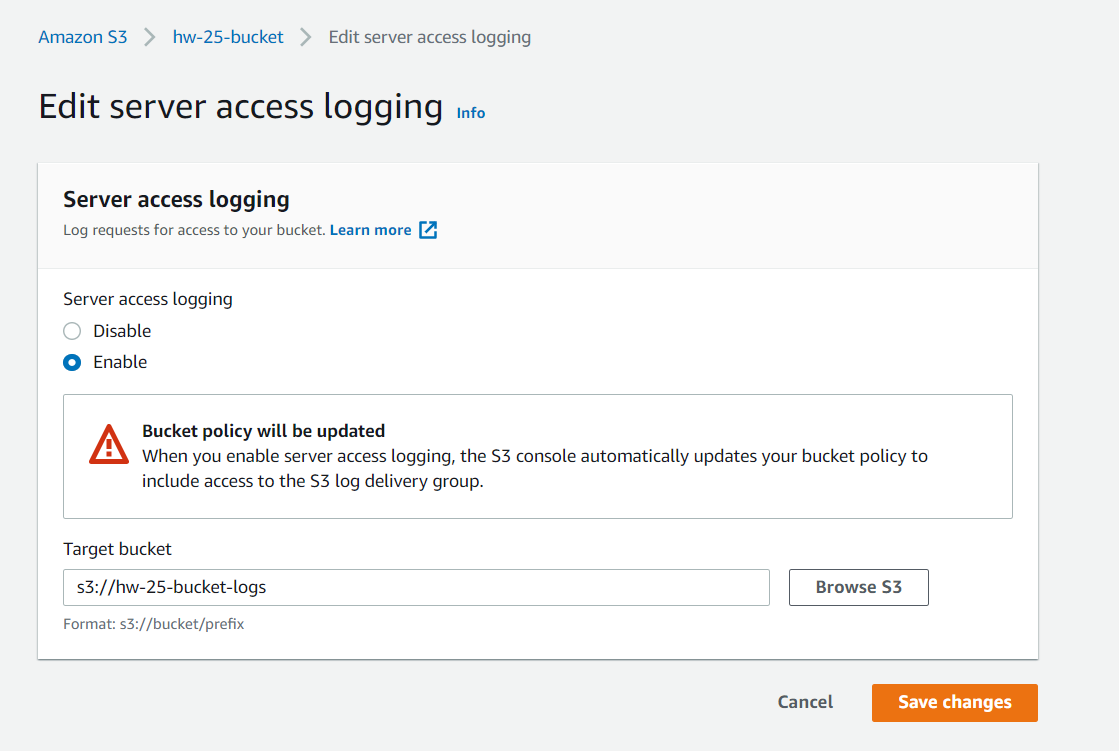 Amazon S3 > hw-25-bucket > Edit server access logging
Edit server access logging Info
Server access logging
Log requests for access to your bucket. Learn more
Server access logging
Disable
Enable
Bucket policy will be updated
When you enable server access logging, the S3 console automatically updates your bucket policy to
include access to the S3 log delivery group.
Target bucket
s3://hw-25-bucket-logs
Browse S3
Format: s3://bucket/prefix
Cancel
Save changes